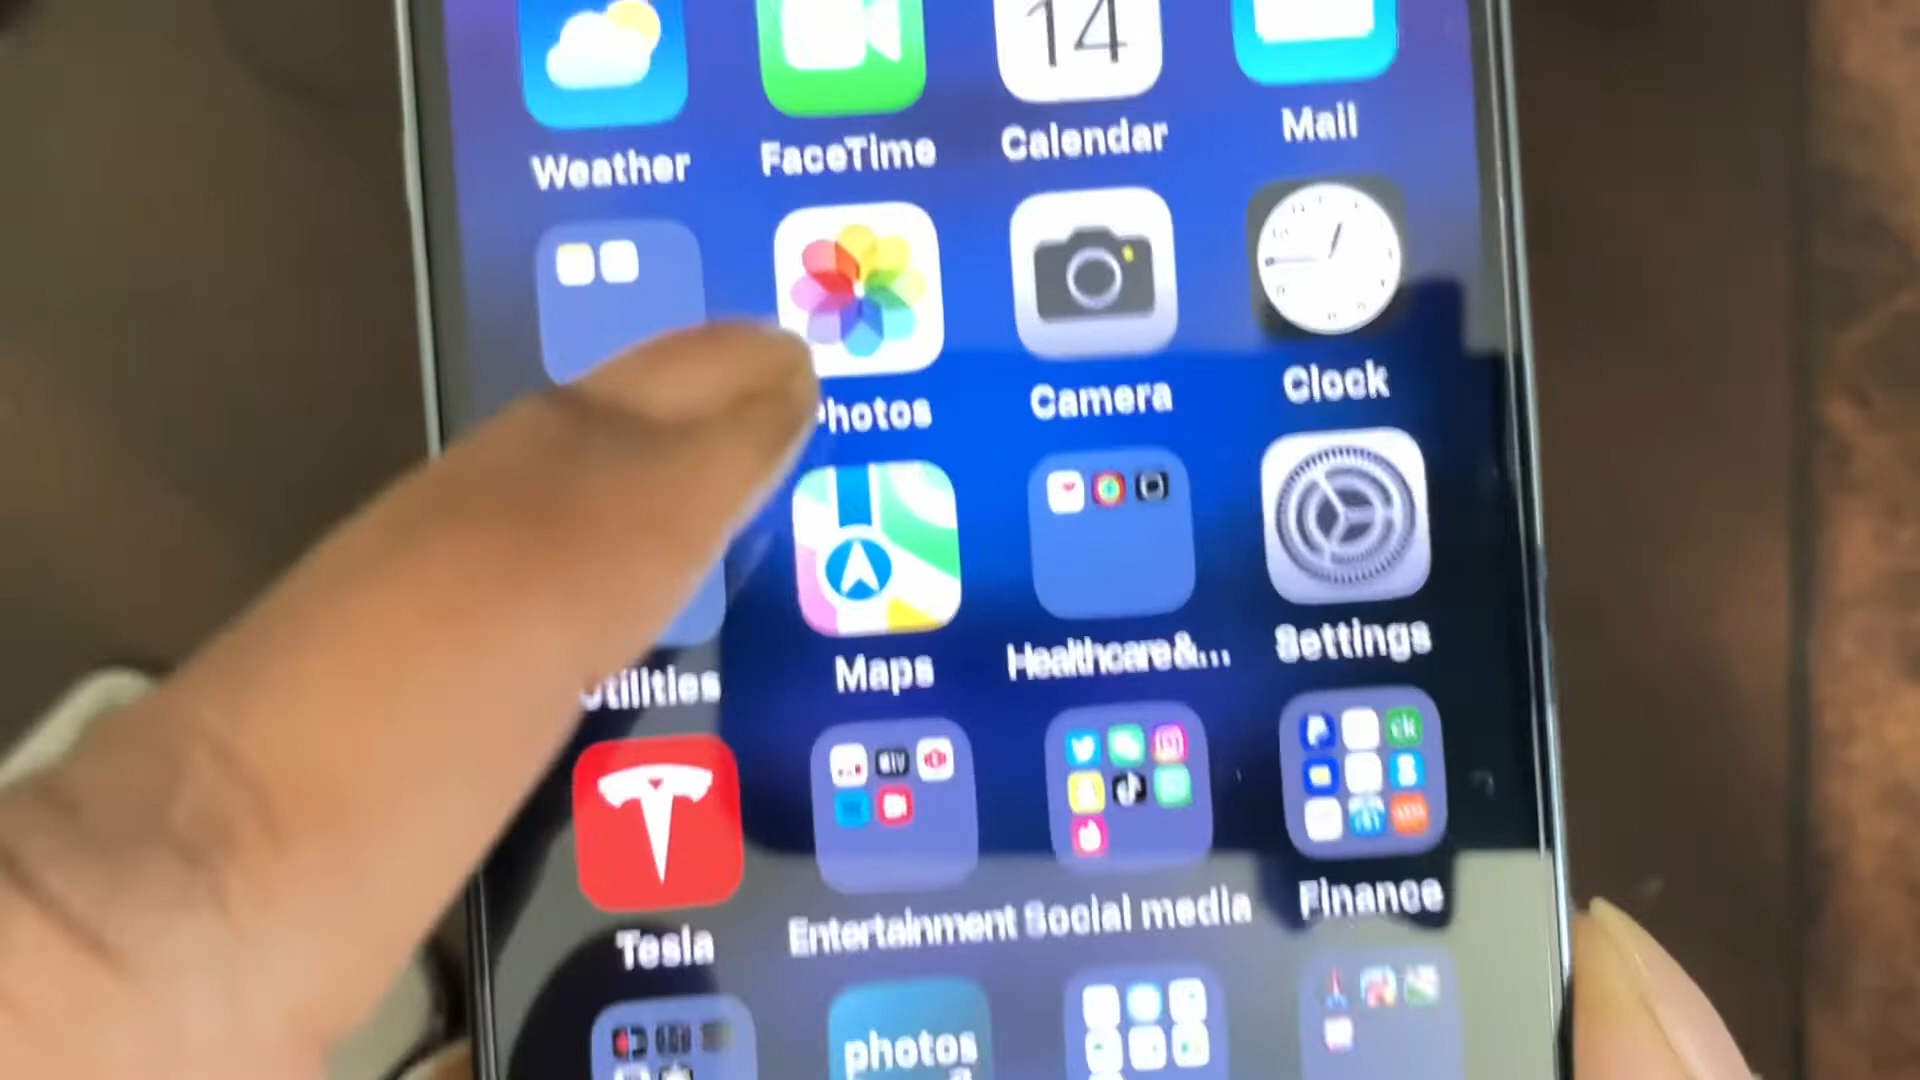 14
Weather FaceTime Calendar Mail
Photos Camera Clock
Utilities Maps Healthcare&... Settings
Tesla Entertainment Social media Finance
photos